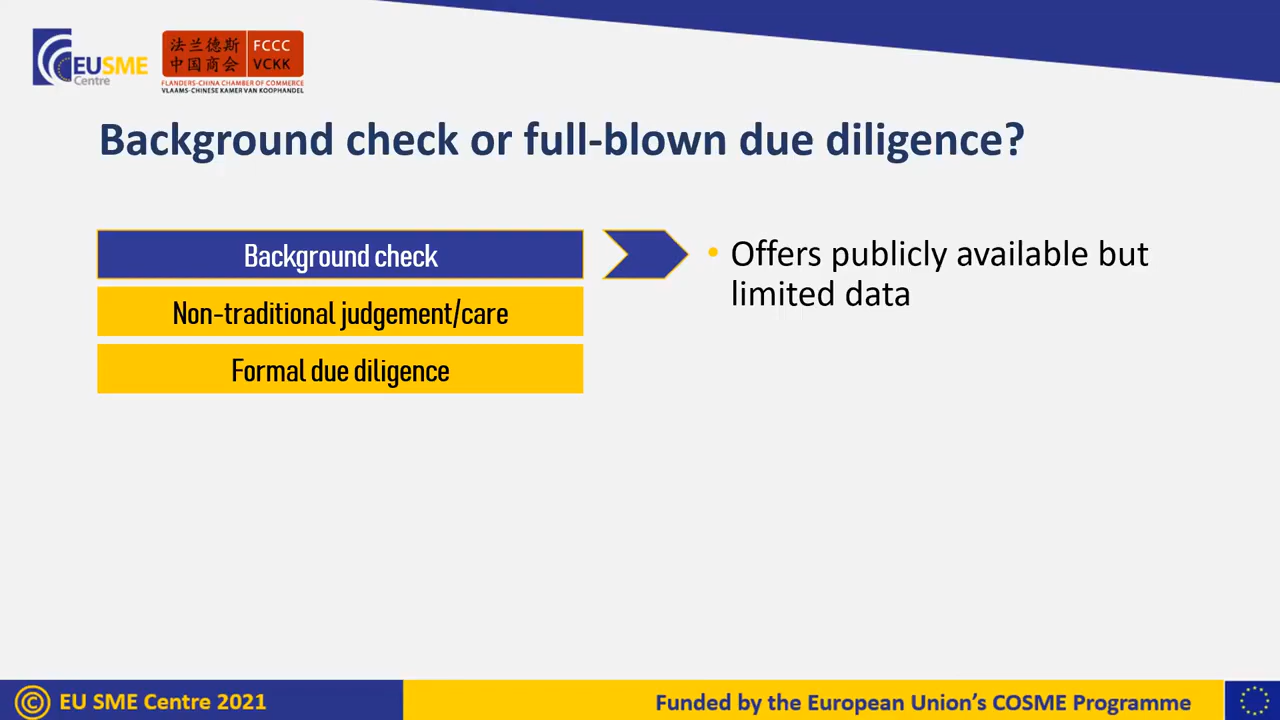 EUSME
Centre
法兰德斯
中国商会
FCCC
VCKK
FLANDERS-CHINA CHAMBER OF COMMERCE
VLAAMS-CHINESE KAMER VAN KOOPHANDEL
Background check or full-blown due diligence?
Background check
• Offers publicly available but
limited data
Non-traditional judgement/care
Formal due diligence
© EU SME Centre 2021
Funded by the European Union’s COSME Programme